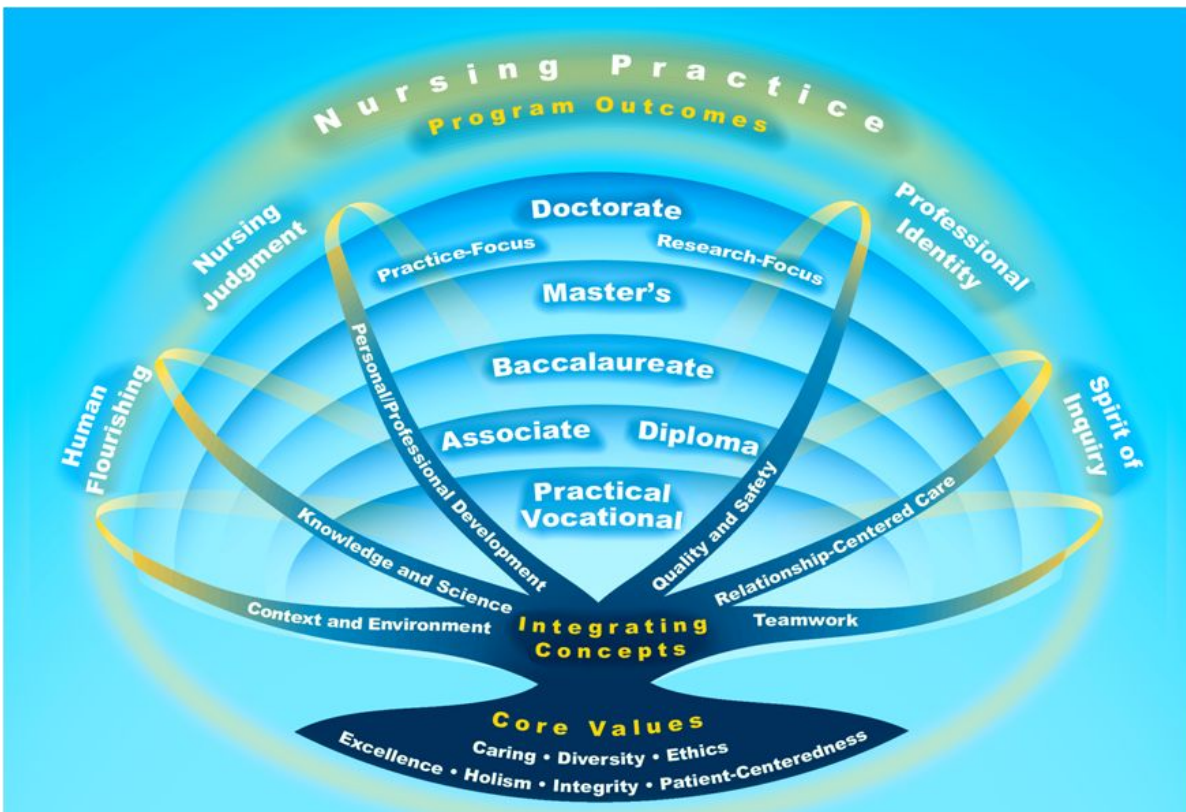 Nursing Practice
Program Outcomes
Nursing
Judgment
Professional
Identity
Human
Flourishing
Spirit of
Inquiry
Doctorate
Practice-Focus
Research-Focus
Master's
Baccalaureate
Associate
Diploma
Practical
Vocational
Personal/Professional Development
Quality and Safety
Knowledge and Science
Relationship-Centered Care
Context and Environment
Teamwork
Integrating
Concepts
Core Values
Caring • Diversity • Ethics
Excellence • Holism • Integrity • Patient-Centeredness